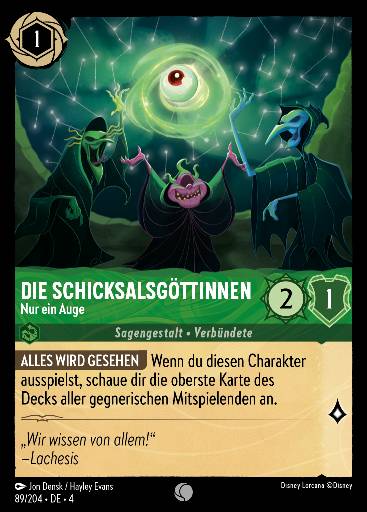 1
DIE SCHICKSALSGÖTTINNEN
Nur ein Auge
2
1
Sagengestalt • Verbündete
ALLES WIRD GESEHEN Wenn du diesen Charakter
ausspielst, schaue dir die oberste Karte des
Decks aller gegnerischen Mitspielenden an.
„Wir wissen von allem!“
–Lachesis
Jon Densk / Hayley Evans
Disney Lorcana ©Disney
89/204 • DE • 4